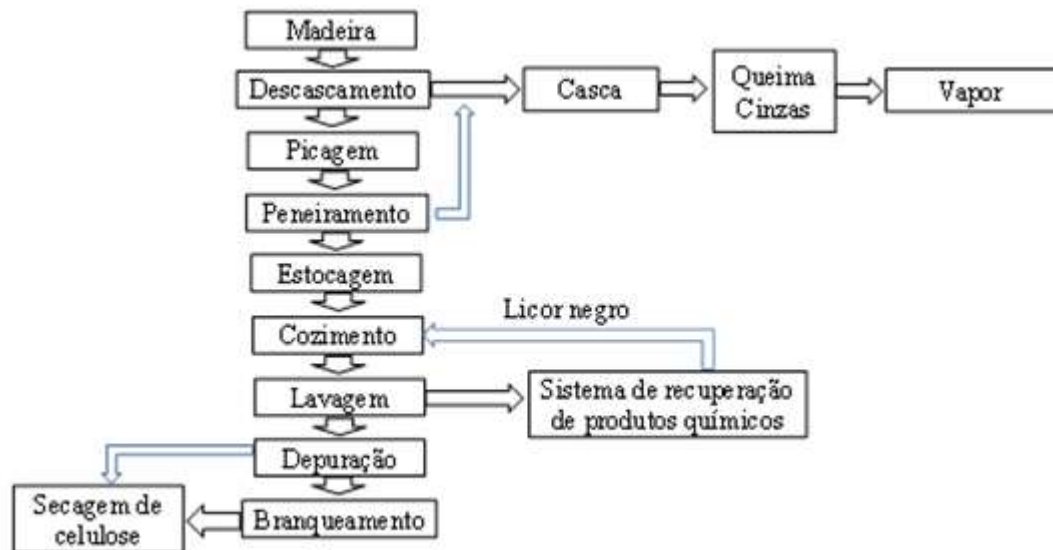 Madeira
Descascamento
Casca
Queima
Cinzas
Vapor
Picagem
Peneiramento
Estocagem
Licor negro
Cozimento
Lavagem
Sistema de recuperação
de produtos químicos
Depuração
Secagem de
celulose
Branqueamento